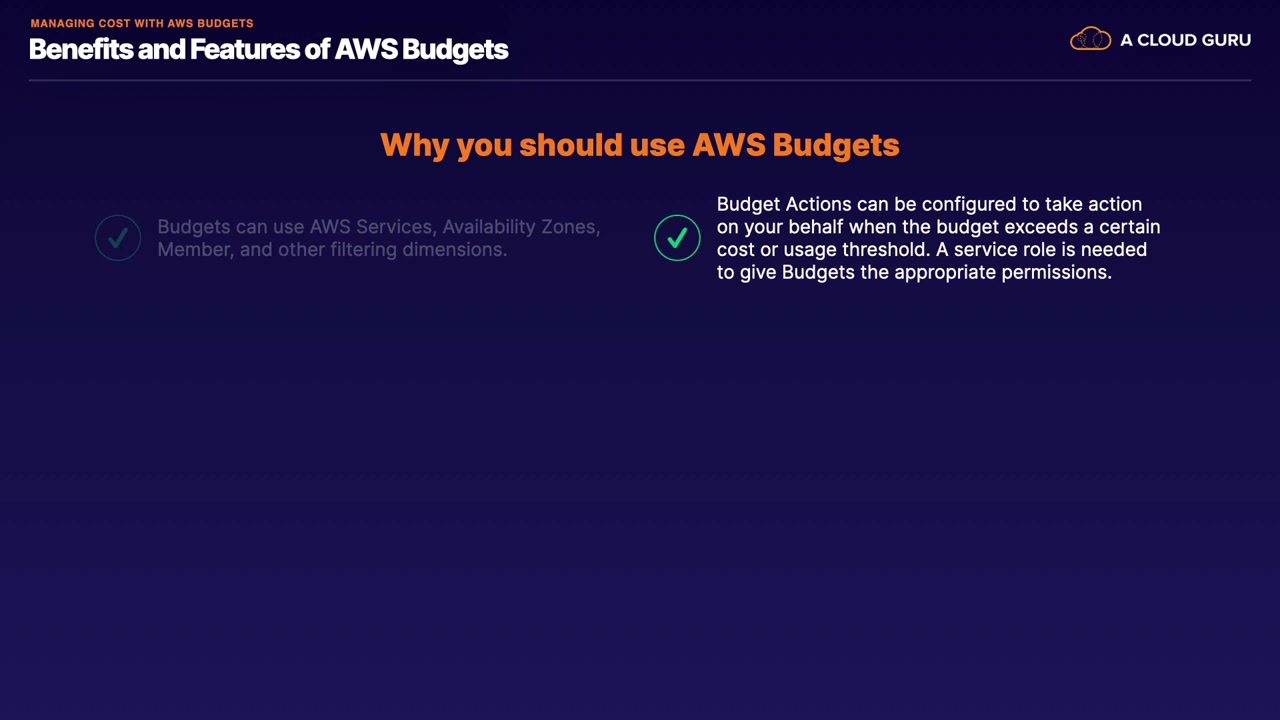 MANAGING COST WITH AWS BUDGETS
Benefits and Features of AWS Budgets
A CLOUD GURU
Why you should use AWS Budgets
Budgets can use AWS Services, Availability Zones,
Member, and other filtering dimensions.
Budget Actions can be configured to take action
on your behalf when the budget exceeds a certain
cost or usage threshold. A service role is needed
to give Budgets the appropriate permissions.